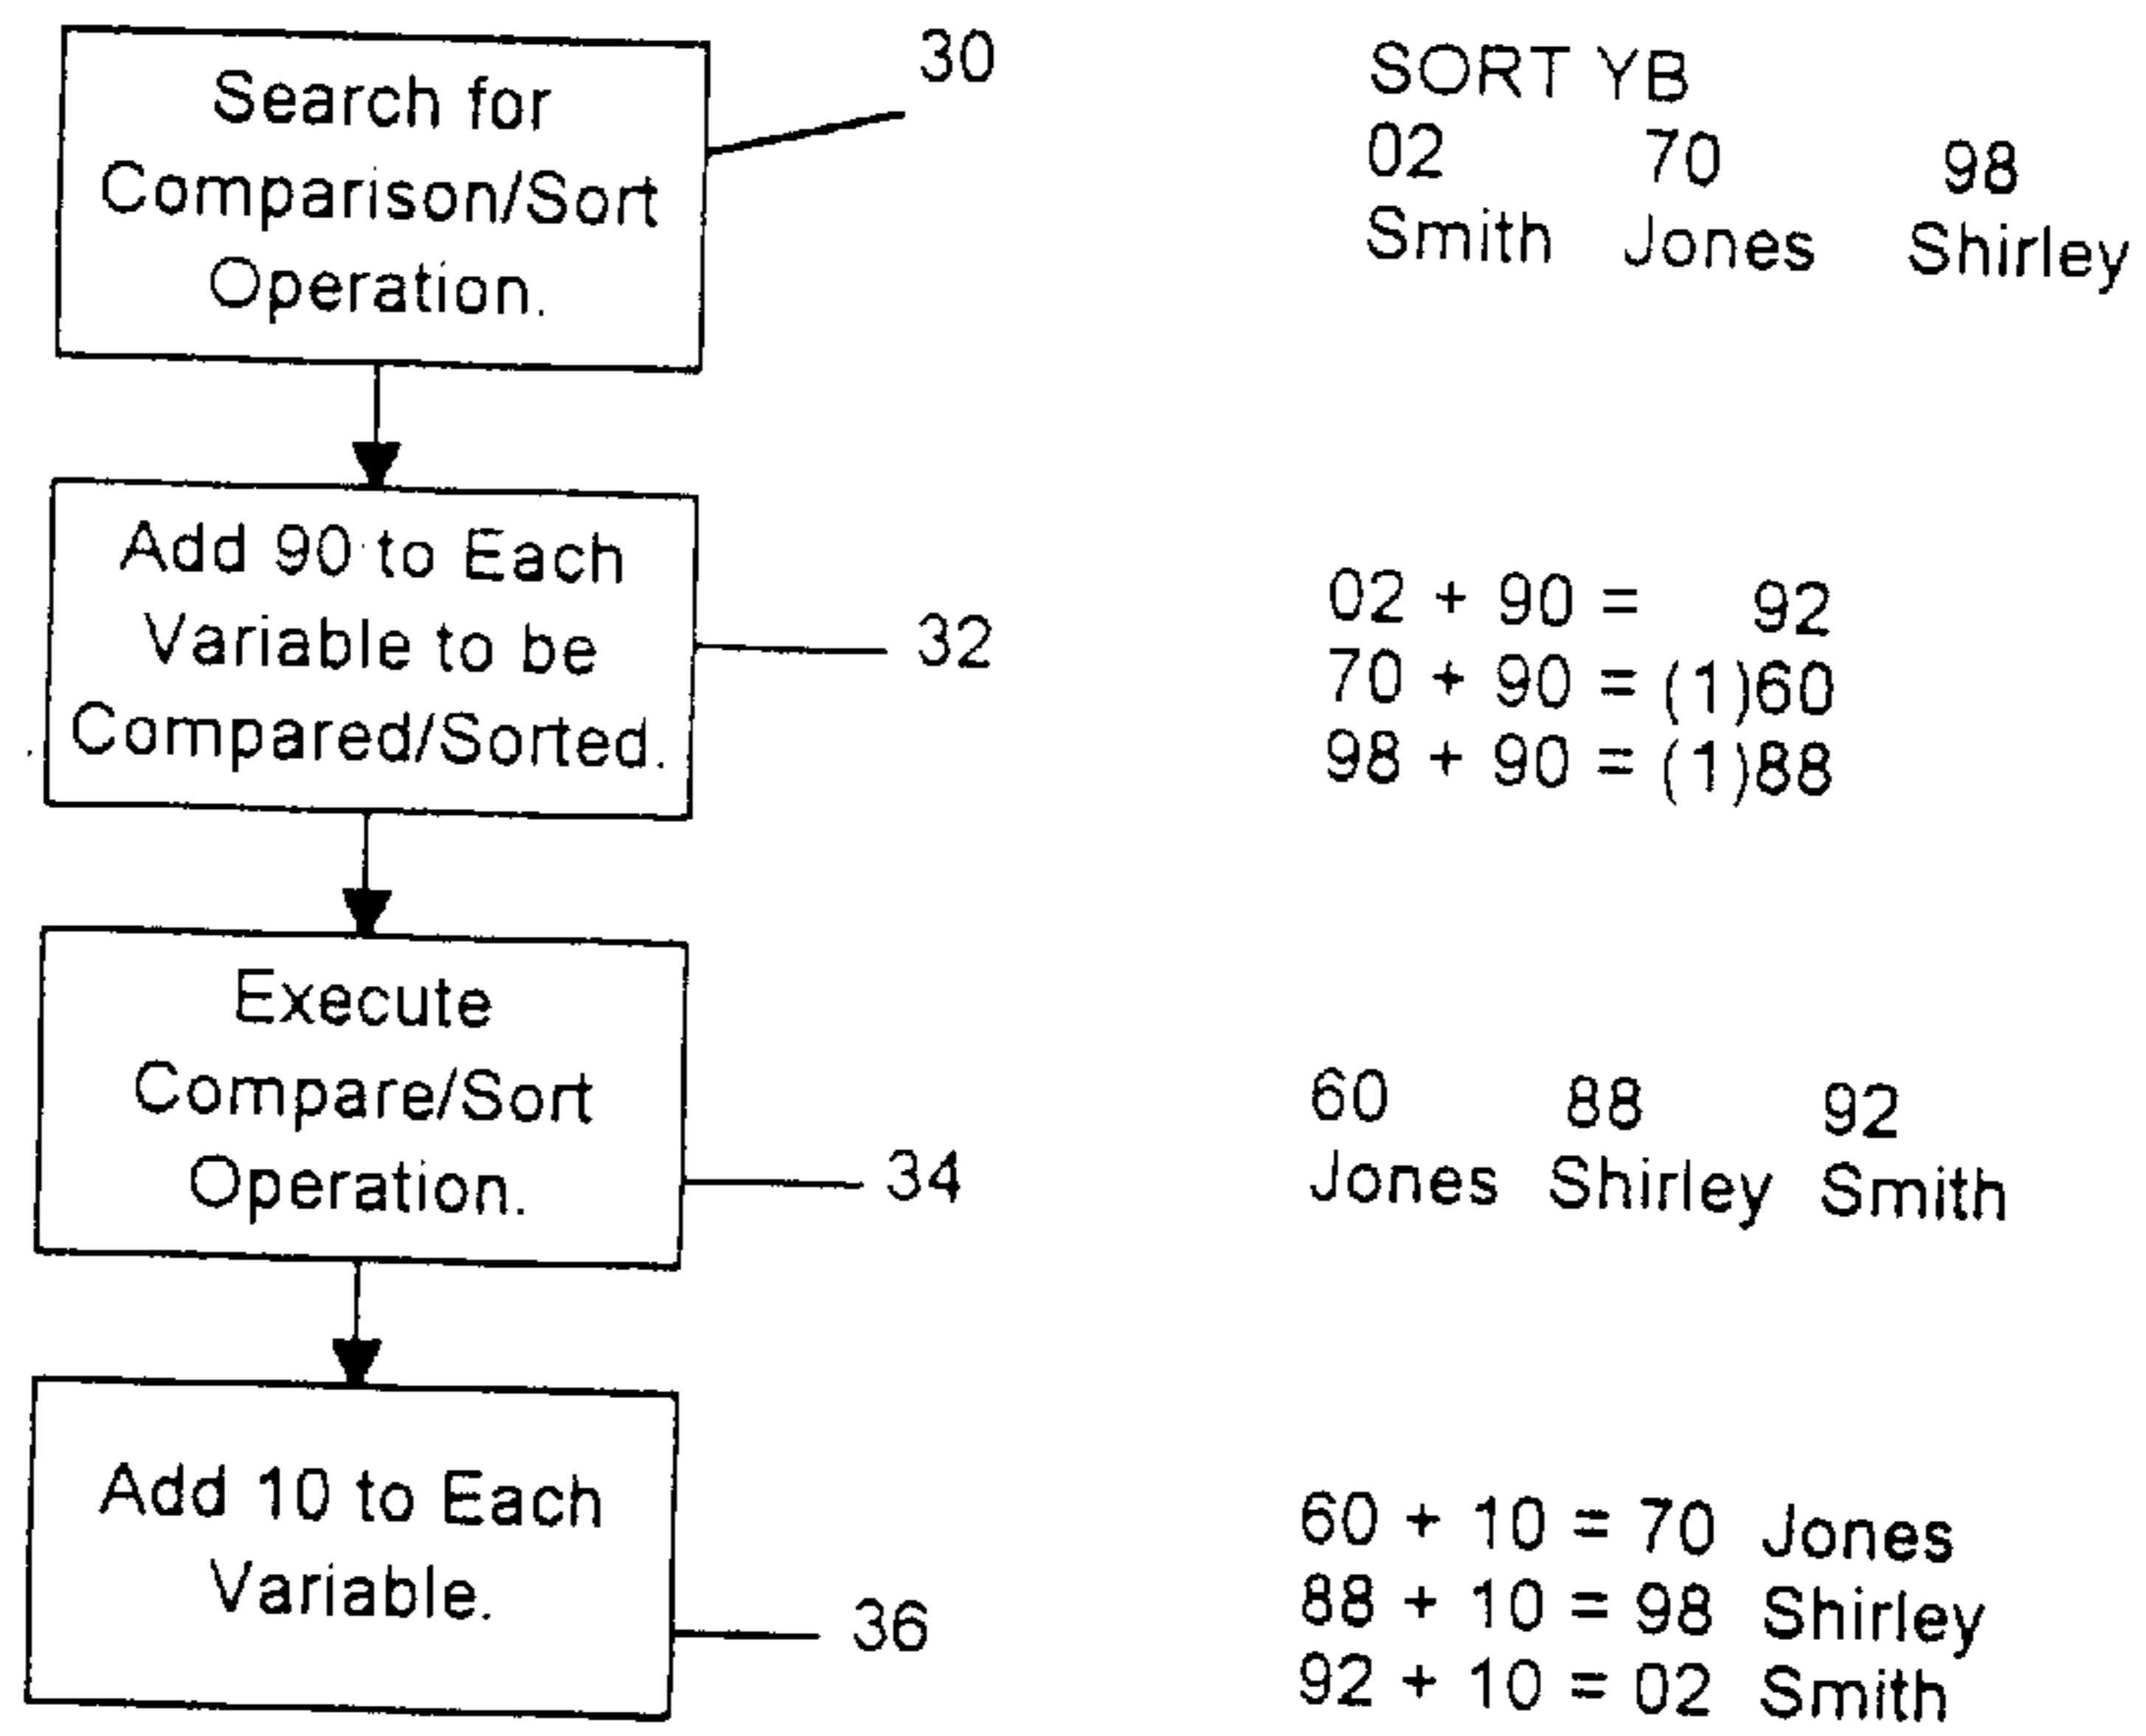 Search for
Comparison/Sort
Operation.
30
SORT YB
02 70 98
Smith Jones Shirley
Add 90 to Each
Variable to be
Compared/Sorted.
32
02 + 90 = 92
70 + 90 = (1)60
98 + 90 = (1)88
Execute
Compare/Sort
Operation.
34
60 88 92
Jones Shirley Smith
Add 10 to Each
Variable.
36
60 + 10 = 70 Jones
88 + 10 = 98 Shirley
92 + 10 = 02 Smith